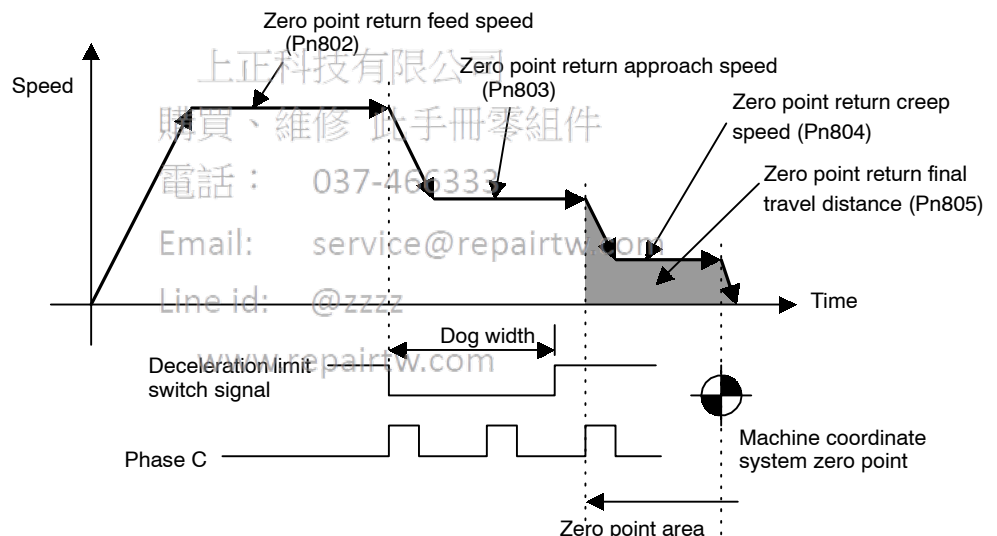 Zero point return feed speed
(Pn802)
上正科技有限公司
Zero point return approach speed
(Pn803)
Speed
Zero point return creep
speed (Pn804)
購買、維修 此手冊零組件
Zero point return final
travel distance (Pn805)
電話： 037-466333
Email: service@repairtw.com
Line id: @zzzz
Time
Dog width
www.repairtw.com
Deceleration limit
switch signal
Machine coordinate
system zero point
Phase C
Zero point area